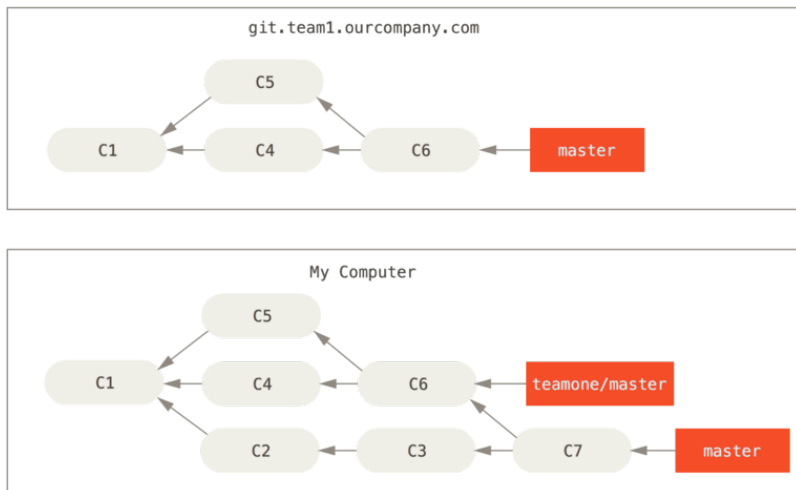 git.team1.ourcompany.com
C5
C1 C4 C6 master
My Computer
C5
C1 C4 C6 teamone/master
C2 C3 C7 master